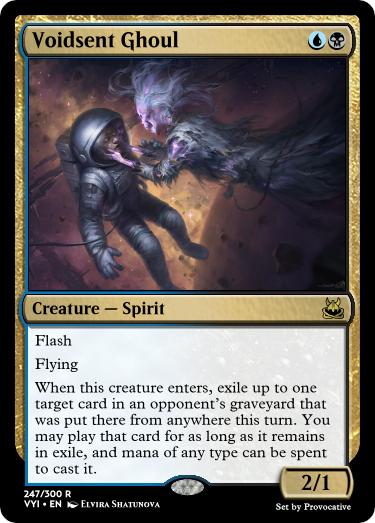 Voidsent Ghoul
Creature — Spirit
Flash
Flying
When this creature enters, exile up to one
target card in an opponent's graveyard that
was put there from anywhere this turn. You
may play that card for as long as it remains
in exile, and mana of any type can be spent
to cast it.
2/1
247/300 R
VYI • EN Elvira Shatunova
Set by Provocative